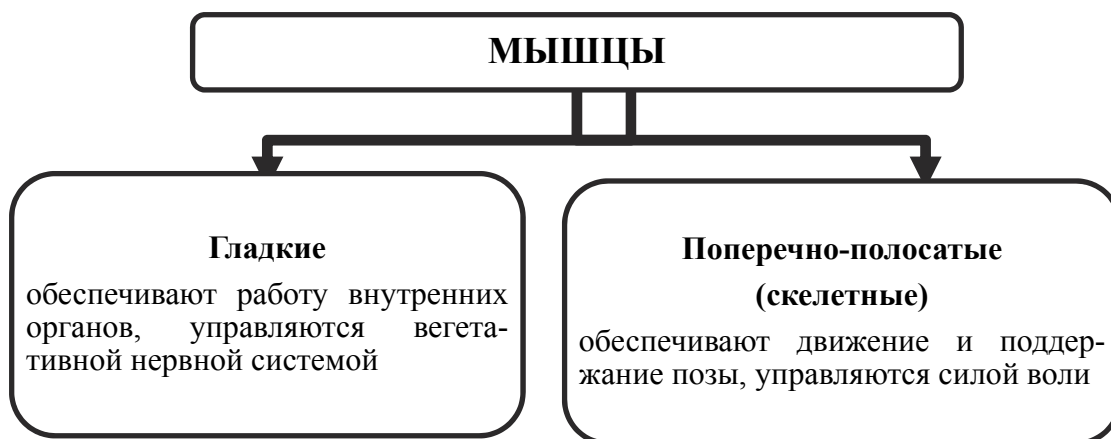 МЫШЦЫ
Гладкие
обеспечивают работу внутренних
органов, управляются вегета-
тивной нервной системой
Поперечно-полосатые
(скелетные)
обеспечивают движение и поддер-
жание позы, управляются силой воли